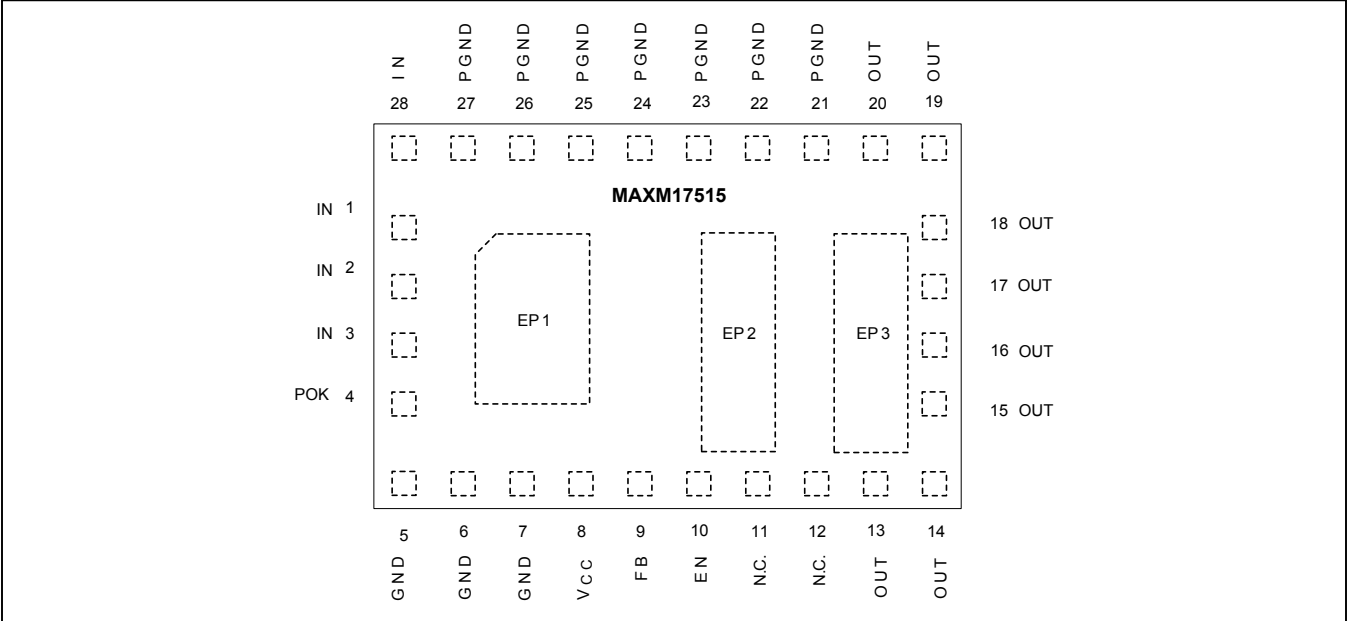 IN PGND PGND PGND PGND PGND PGND PGND OUT OUT
28 27 26 25 24 23 22 21 20 19
MAXM17515
IN 1
18 OUT
IN 2
17 OUT
EP1
EP2
EP3
IN 3
16 OUT
POK 4
15 OUT
5 6 7 8 9 10 11 12 13 14
GND GND GND VCC FB EN N.C. N.C. OUT OUT